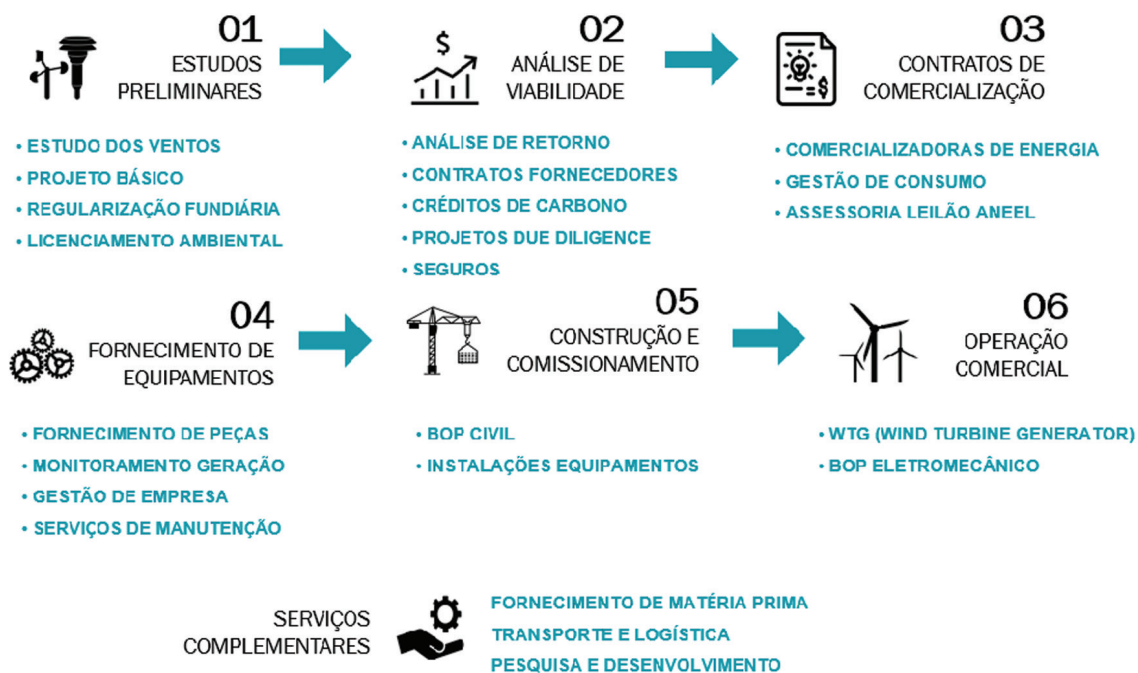 01
ESTUDOS
PRELIMINARES
• ESTUDO DOS VENTOS
• PROJETO BÁSICO
• REGULARIZAÇÃO FUNDIÁRIA
• LICENCIAMENTO AMBIENTAL
$
02
ANÁLISE DE
VIABILIDADE
• ANÁLISE DE RETORNO
• CONTRATOS FORNECEDORES
• CRÉDITOS DE CARBONO
• PROJETOS DUE DILIGENCE
• SEGUROS
$
03
CONTRATOS DE
COMERCIALIZAÇÃO
• COMERCIALIZADORAS DE ENERGIA
• GESTÃO DE CONSUMO
• ASSESSORIA LEILÃO ANEEL
04
FORNECIMENTO DE
EQUIPAMENTOS
• FORNECIMENTO DE PEÇAS
• MONITORAMENTO GERAÇÃO
• GESTÃO DE EMPRESA
• SERVIÇOS DE MANUTENÇÃO
05
CONSTRUÇÃO E
COMISSIONAMENTO
• BOP CIVIL
• INSTALAÇÕES EQUIPAMENTOS
06
OPERAÇÃO
COMERCIAL
• WTG (WIND TURBINE GENERATOR)
• BOP ELETROMECÂNICO
SERVIÇOS
COMPLEMENTARES
FORNECIMENTO DE MATÉRIA PRIMA
TRANSPORTE E LOGÍSTICA
PESQUISA E DESENVOLVIMENTO